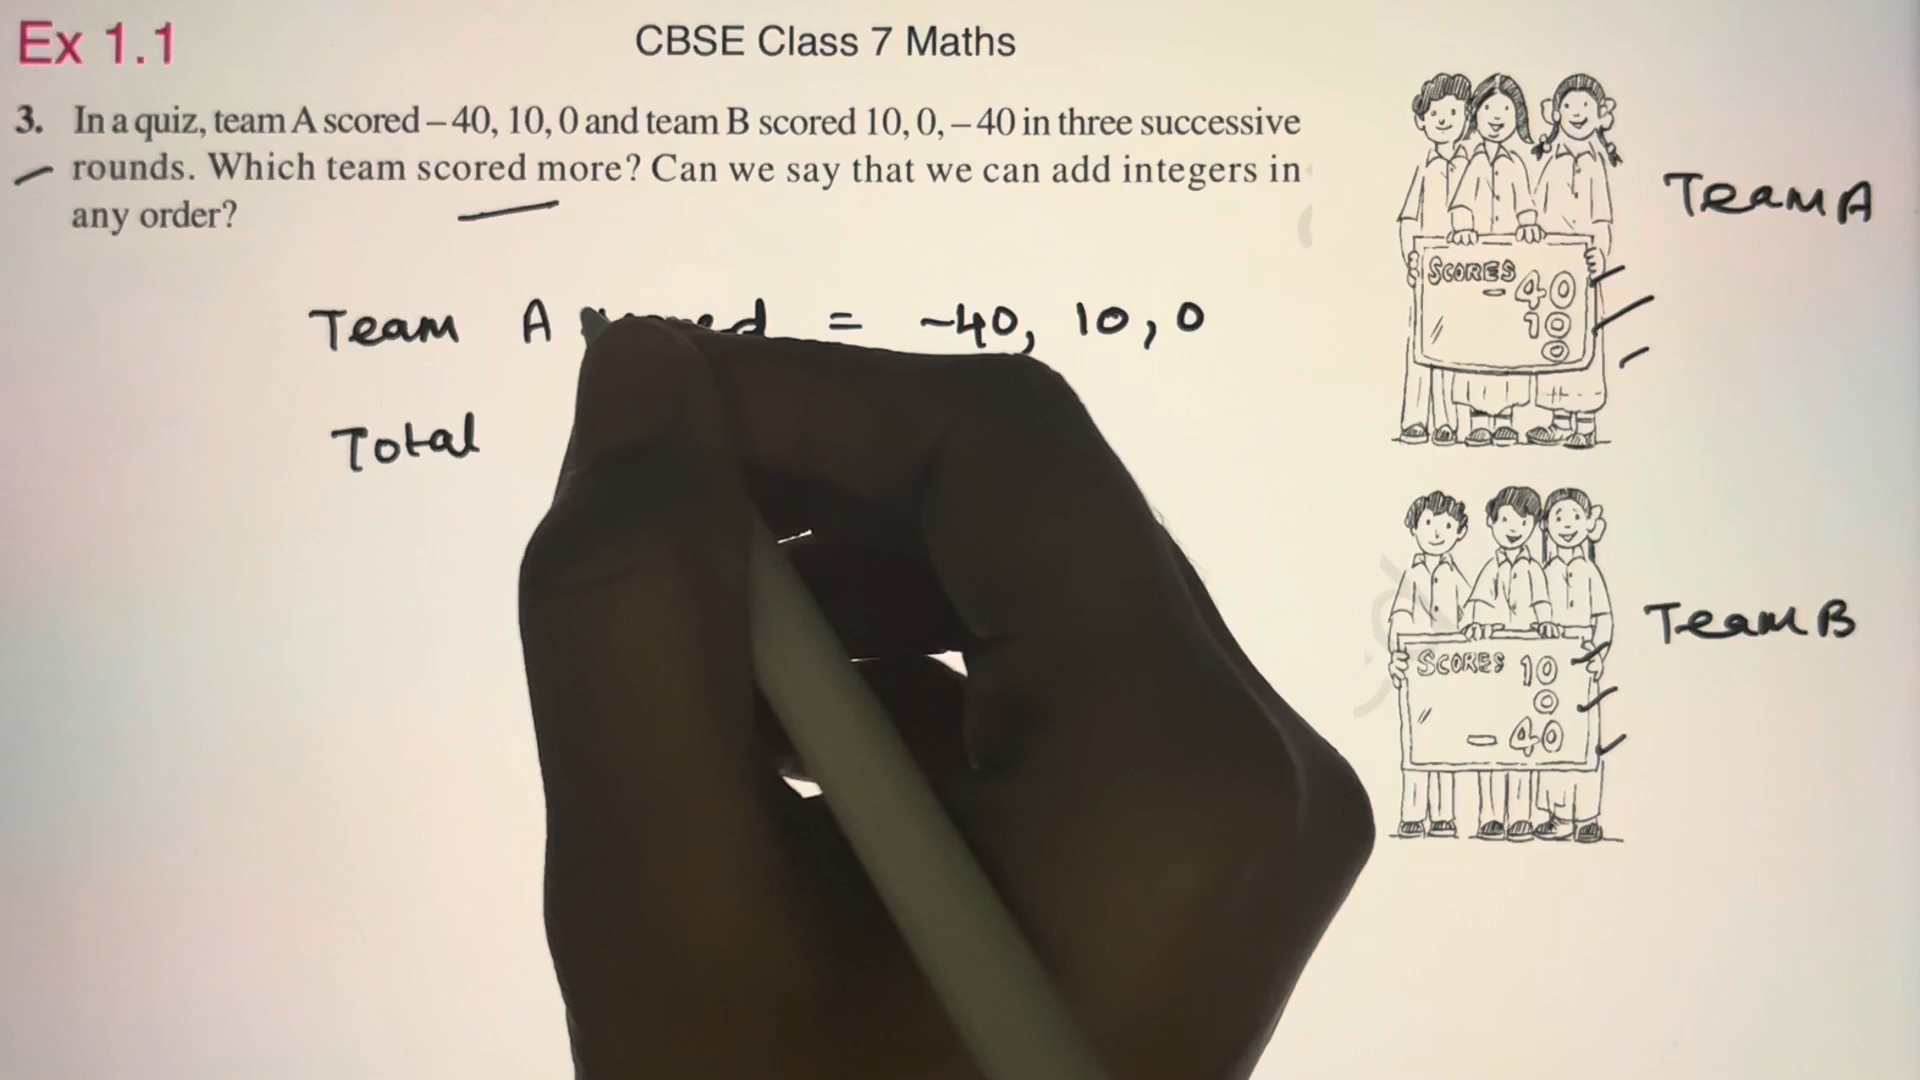 Ex 1.1
CBSE Class 7 Maths
3. In a quiz, team A scored – 40, 10, 0 and team B scored 10, 0, – 40 in three successive
rounds. Which team scored more? Can we say that we can add integers in
any order?
Team A = -40, 10, 0
Total
SCORES
- 40
10
0
Team A
SCORES 10
0
- 40
Team B